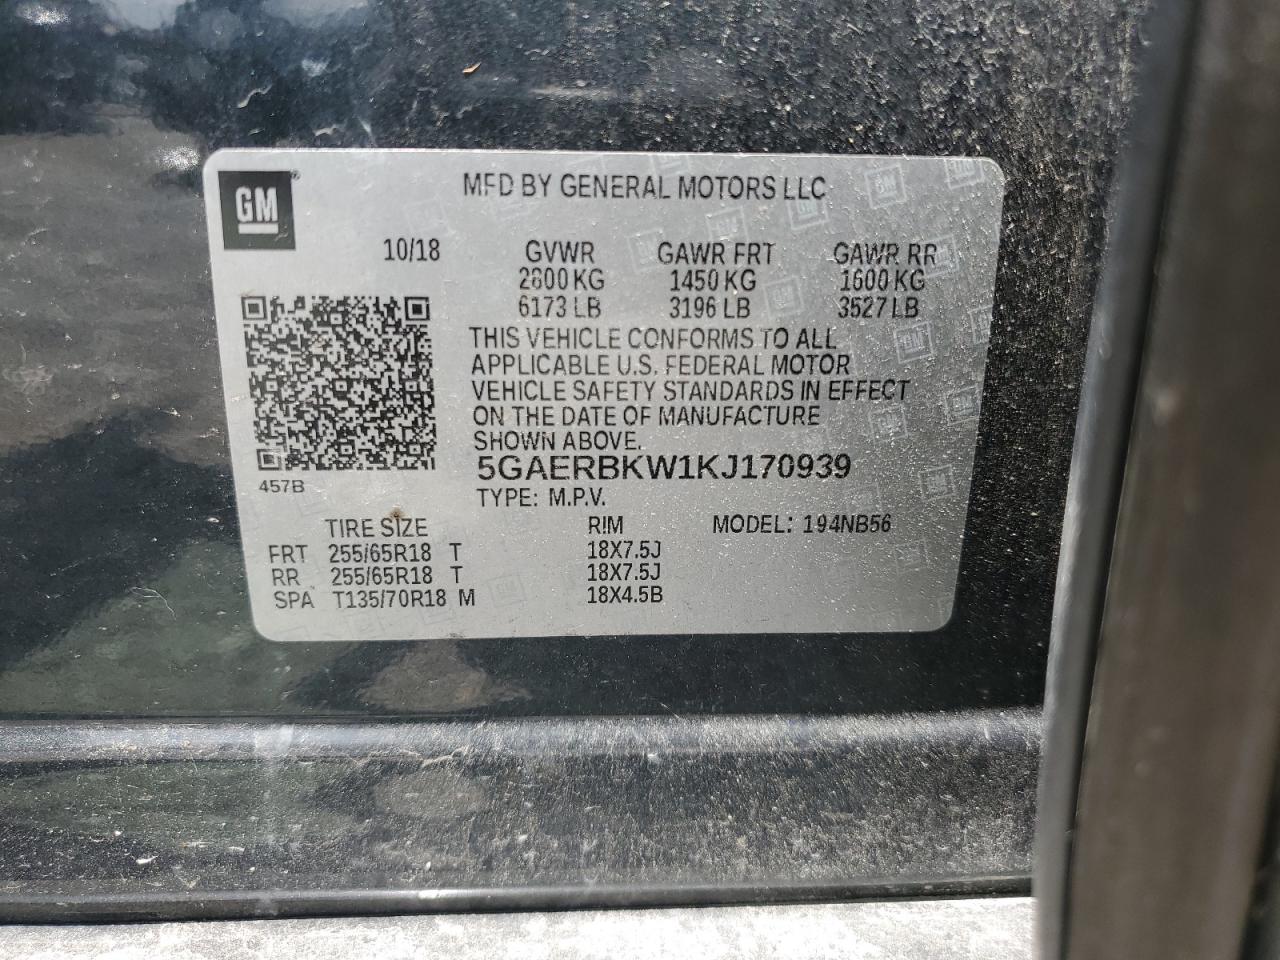 GM
MFD BY GENERAL MOTORS LLC
10/18 GVWR GAWR FRT GAWR RR
2800 KG 1450 KG 1600 KG
6173 LB 3196 LB 3527 LB
THIS VEHICLE CONFORMS TO ALL
APPLICABLE U.S. FEDERAL MOTOR
VEHICLE SAFETY STANDARDS IN EFFECT
ON THE DATE OF MANUFACTURE
SHOWN ABOVE.
5GAERBKW1KJ170939
457B
TYPE: M.P.V.
TIRE SIZE RIM MODEL: 194NB56
FRT 255/65R18 T 18X7.5J
RR 255/65R18 T 18X7.5J
SPA T135/70R18 M 18X4.5B